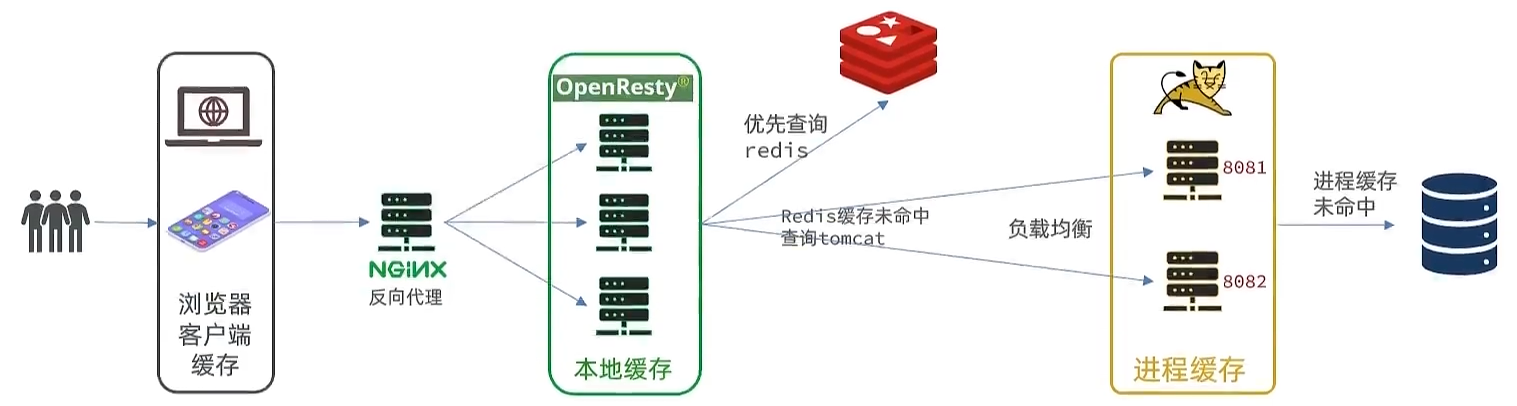 浏览器
客户端
缓存
NGINX
反向代理
OpenResty®
本地缓存
优先查询
redis
Redis缓存未命中
查询tomcat
负载均衡
8081
8082
进程缓存
进程缓存
未命中